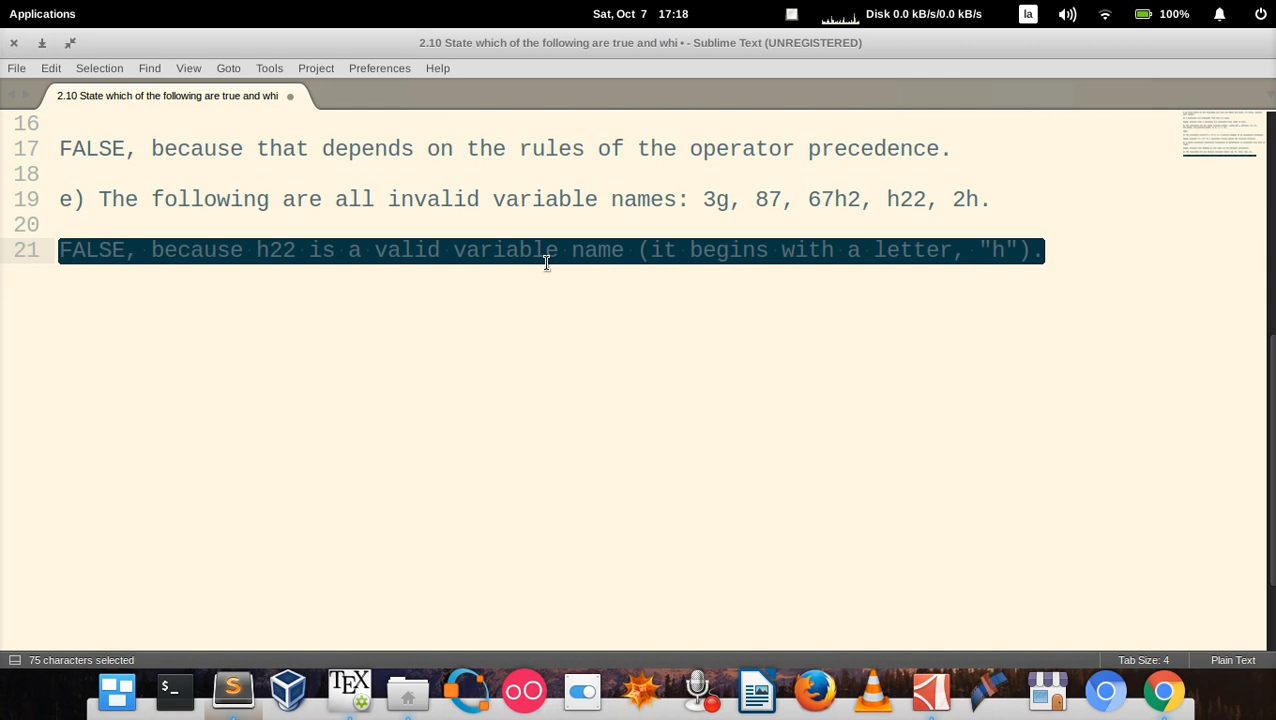 Applications
Sat, Oct 7 17:18
Disk 0.0 kB/s/0.0 kB/s
la
100%
2.10 State which of the following are true and whi • - Sublime Text (UNREGISTERED)
File Edit Selection Find View Goto Tools Project Preferences Help
2.10 State which of the following are true and whi
16
17 FALSE, because that depends on the rules of the operator precedence.
18
19 e) The following are all invalid variable names: 3g, 87, 67h2, h22, 2h.
20
21 FALSE, because h22 is a valid variable name (it begins with a letter, "h").
75 characters selected
Tab Size: 4
Plain Text
>_
S
TEX